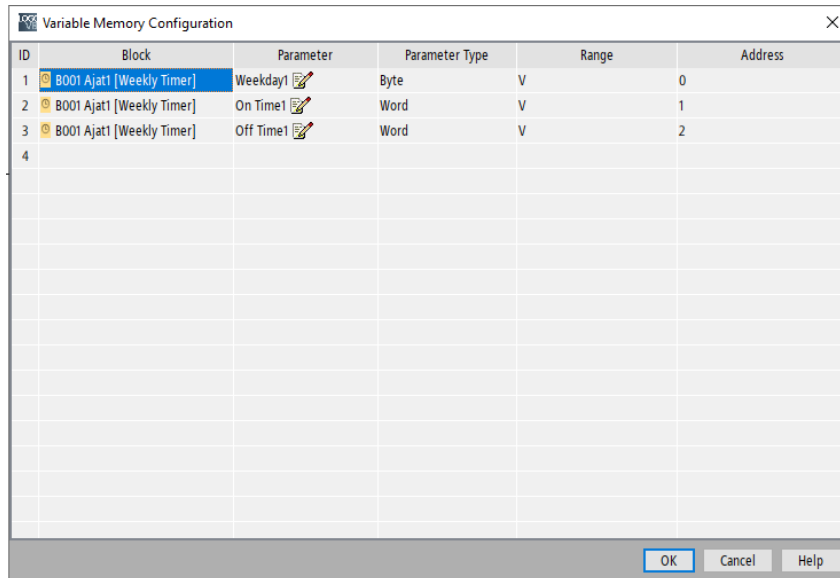 Variable Memory Configuration
ID Block Parameter Parameter Type Range Address
1 B001 Ajat1 [Weekly Timer] Weekday1 Byte V 0
2 B001 Ajat1 [Weekly Timer] On Time1 Word V 1
3 B001 Ajat1 [Weekly Timer] Off Time1 Word V 2
4
OK Cancel Help